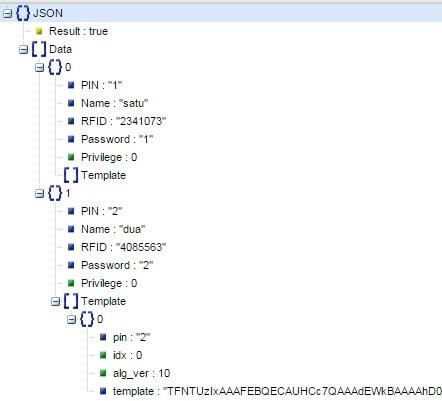 JSON
Result : true
Data
0
PIN : "1"
Name : "satu"
RFID : "2341073"
Password : "1"
Privilege : 0
Template
1
PIN : "2"
Name : "dua"
RFID : "4085563"
Password : "2"
Privilege : 0
Template
0
pin : "2"
idx : 0
alg_ver : 10
template : "TFNTUzIxAAAFEBQECAUHCc7QAAAdEWkBAAAAhD0